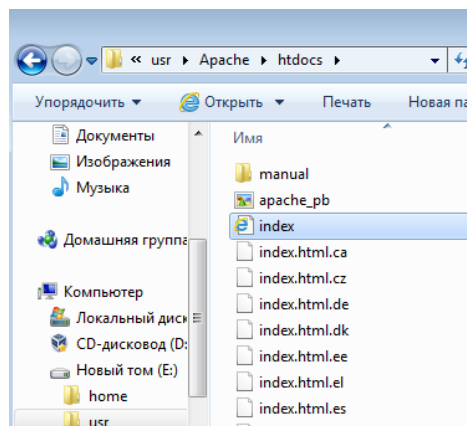 « usr ▸ Apache ▸ htdocs ▸
Упорядочить Открыть Печать Новая па
Документы
Изображения
Музыка
Домашняя группа
Компьютер
Локальный диск
CD-дисковод (D:
Новый том (E:)
home
usr
Имя
manual
apache_pb
index
index.html.ca
index.html.cz
index.html.de
index.html.dk
index.html.ee
index.html.el
index.html.es